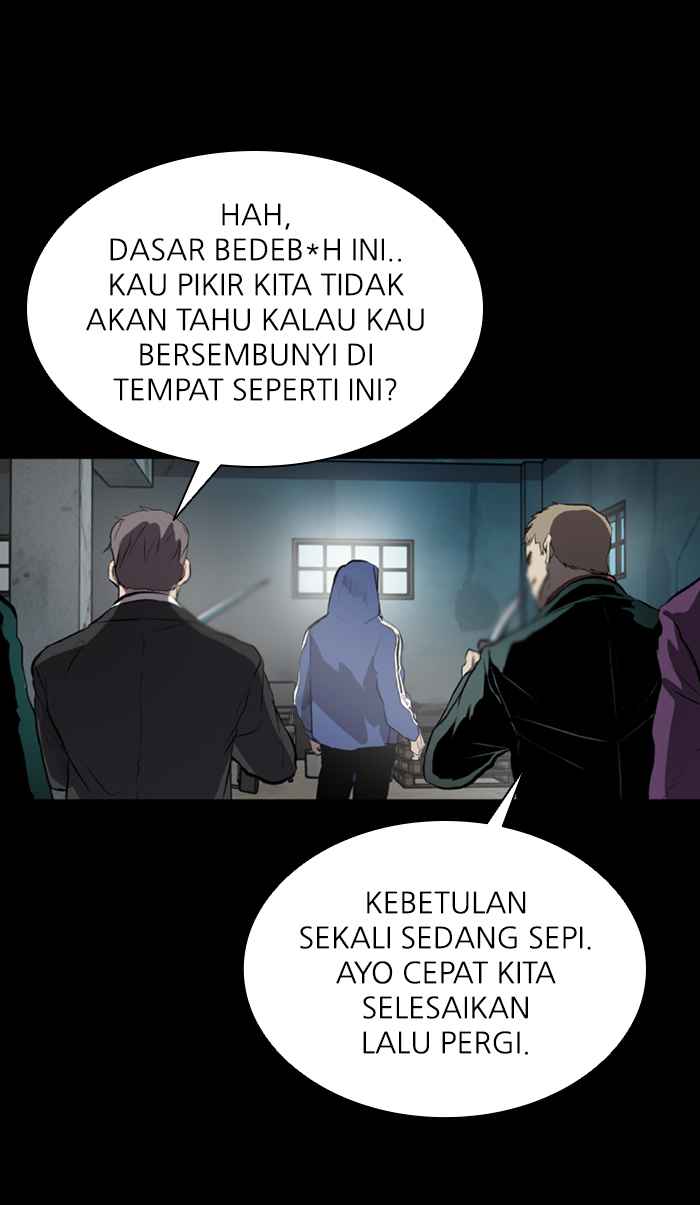 HAH,
DASAR BEDEB*H INI..
KAU PIKIR KITA TIDAK
AKAN TAHU KALAU KAU
BERSEMBUNYI DI
TEMPAT SEPERTI INI?
KEBETULAN
SEKALI SEDANG SEPI.
AYO CEPAT KITA
SELESAIKAN
LALU PERGI.